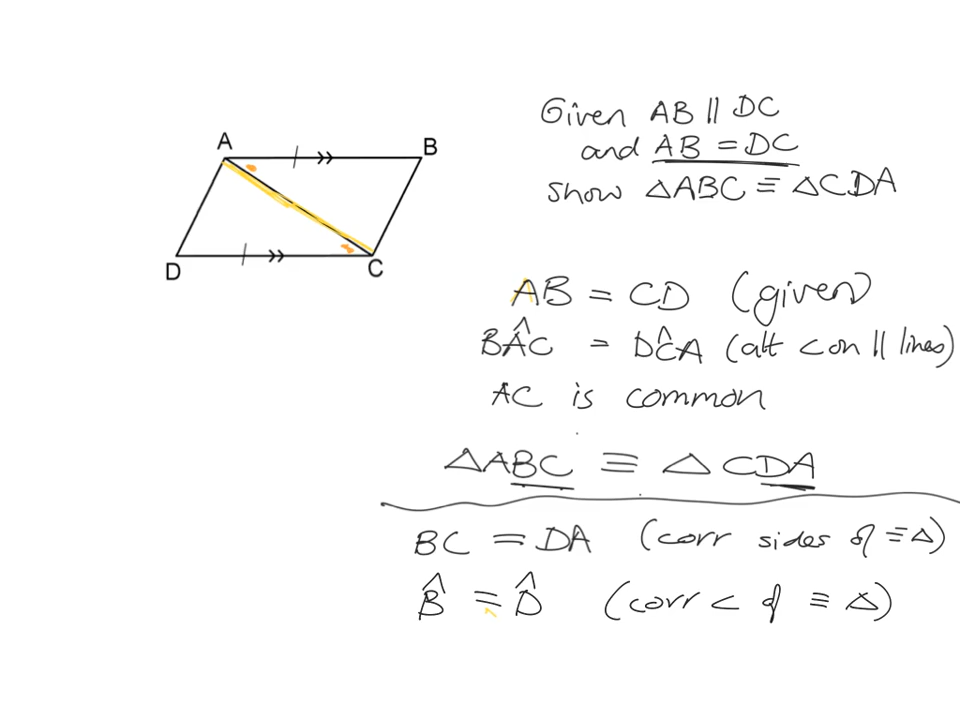 Given AB || DC
and AB = DC
show △ABC ≡ △CDA
A
B
D
C
AB = CD (given)
BÂC = DĈA (alt < on || lines)
AC is common
△ABC ≡ △CDA
BC = DA (corr sides of ≡ △)
B̂ = D̂ (corr < of ≡ △)